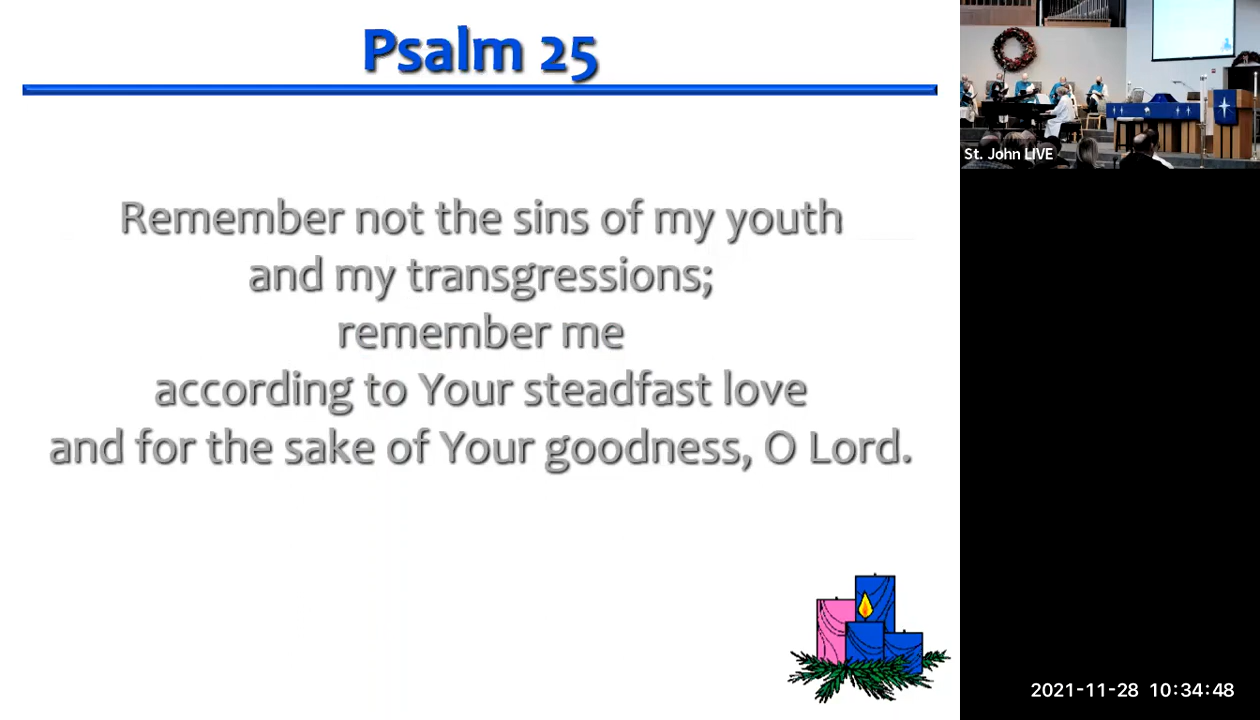 Psalm 25
Remember not the sins of my youth
and my transgressions;
remember me
according to Your steadfast love
and for the sake of Your goodness, O Lord.
St. John LIVE
2021-11-28 10:34:48